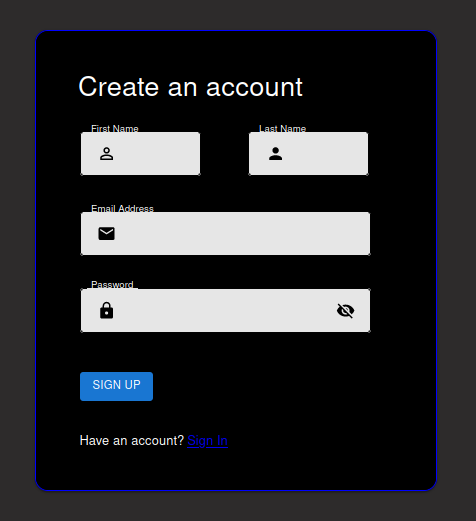 Create an account
First Name
Last Name
Email Address
Password
SIGN UP
Have an account? Sign In